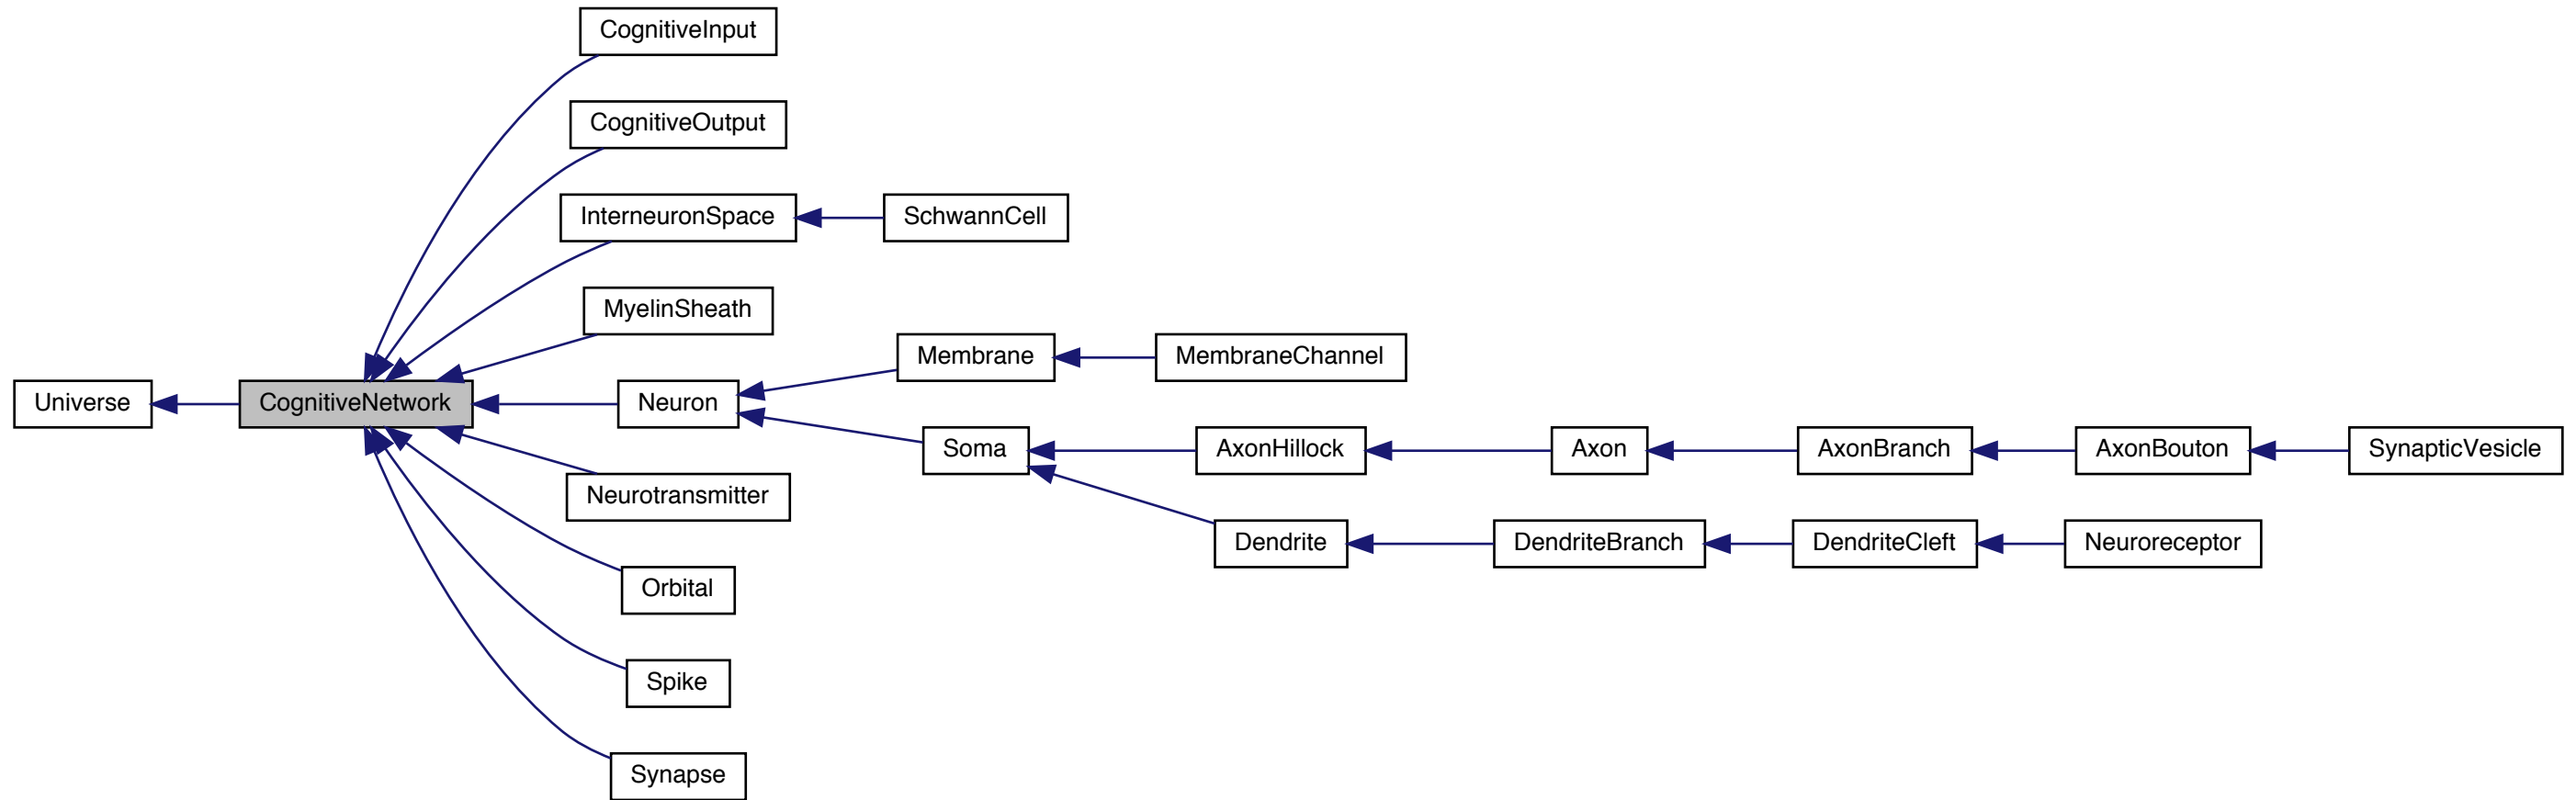 CognitiveInput
CognitiveOutput
InterneuronSpace
SchwannCell
MyelinSheath
Membrane
MembraneChannel
Universe
CognitiveNetwork
Neuron
Soma
AxonHillock
Axon
AxonBranch
AxonBouton
SynapticVesicle
Neurotransmitter
Dendrite
DendriteBranch
DendriteCleft
Neuroreceptor
Orbital
Spike
Synapse